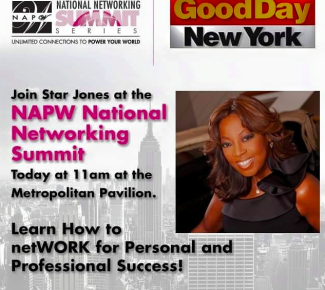 NAPW
NATIONAL NETWORKING
SUMMIT
SERIES
UNLIMITED CONNECTIONS TO POWER YOUR WORLD
GoodDay
New York
Join Star Jones at the
NAPW National
Networking
Summit
Today at 11am at the
Metropolitan Pavilion.
Learn How to
netWORK for Personal and
Professional Success!